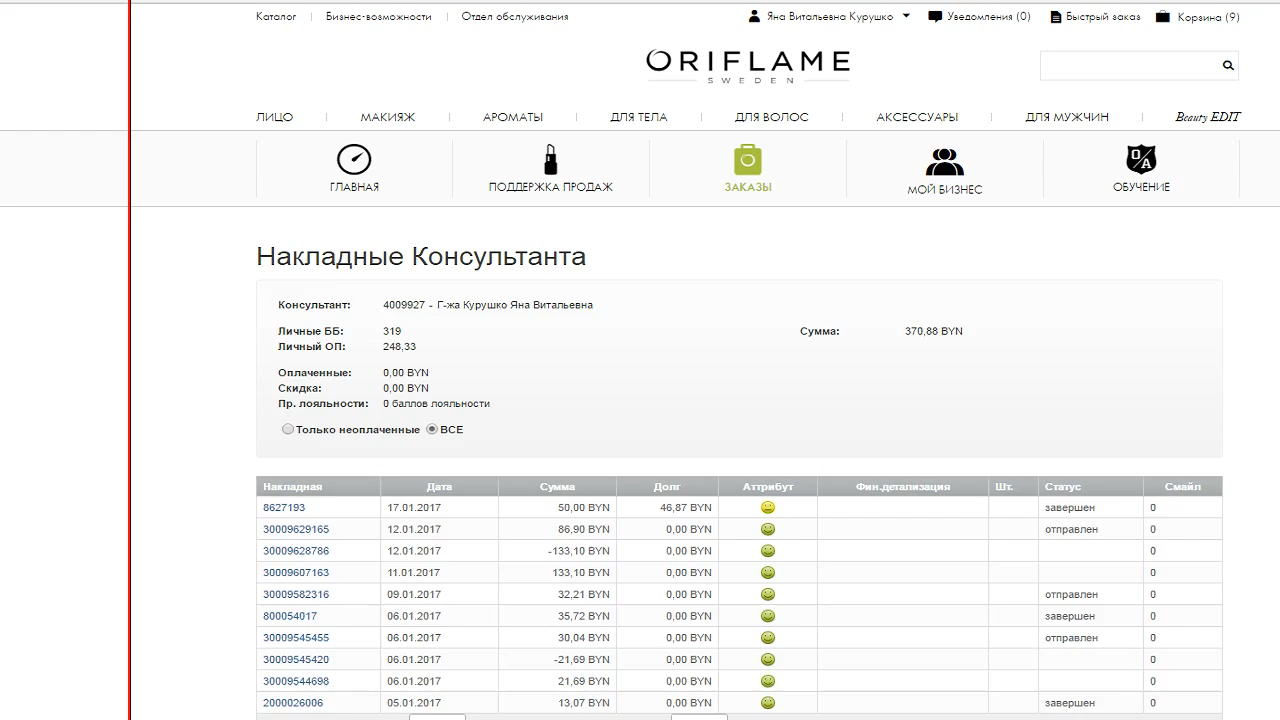 Каталог Бизнес-возможности Отдел обслуживания Яна Витальевна Курушко Уведомления (0) Быстрый заказ Корзина (9)
ORIFLAME
SWEDEN
ЛИЦО МАКИЯЖ АРОМАТЫ ДЛЯ ТЕЛА ДЛЯ ВОЛОС АКСЕССУАРЫ ДЛЯ МУЖЧИН Beauty EDIT
ГЛАВНАЯ ПОДДЕРЖКА ПРОДАЖ ЗАКАЗЫ МОЙ БИЗНЕС ОБУЧЕНИЕ
Накладные Консультанта
Консультант: 4009927 - Г-жа Курушко Яна Витальевна
Личные ББ: 319 Сумма: 370,88 BYN
Личный ОП: 248,33
Оплаченные: 0,00 BYN
Скидка: 0,00 BYN
Пр. лояльности: 0 баллов лояльности
Только неоплаченные ВСЕ
Накладная Дата Сумма Долг Аттрибут Фин.детализация Шт. Статус Смайл
8627193 17.01.2017 50,00 BYN 46,87 BYN завершен 0
30009629165 12.01.2017 86,90 BYN 0,00 BYN отправлен 0
30009628786 12.01.2017 -133,10 BYN 0,00 BYN 0
30009607163 11.01.2017 133,10 BYN 0,00 BYN 0
30009582316 09.01.2017 32,21 BYN 0,00 BYN отправлен 0
800054017 06.01.2017 35,72 BYN 0,00 BYN завершен 0
30009545455 06.01.2017 30,04 BYN 0,00 BYN отправлен 0
30009545420 06.01.2017 -21,69 BYN 0,00 BYN 0
30009544698 06.01.2017 21,69 BYN 0,00 BYN 0
2000026006 05.01.2017 13,07 BYN 0,00 BYN завершен 0